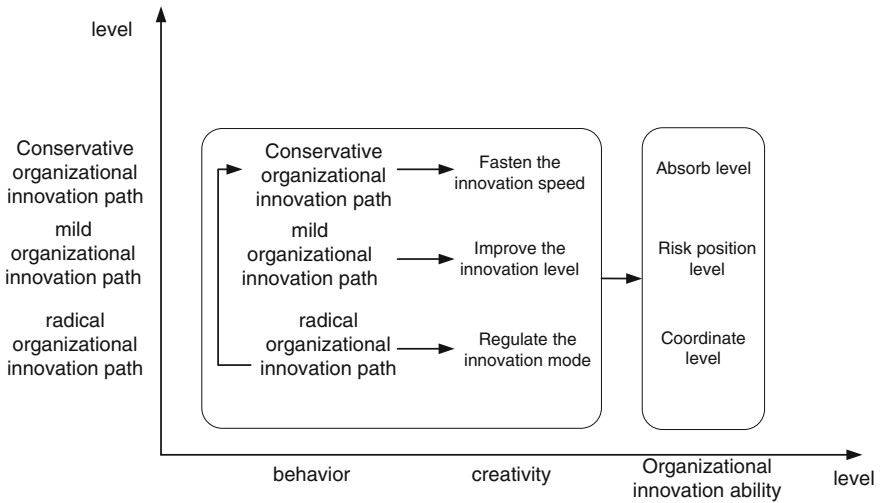 level
Conservative
organizational
innovation path
mild
organizational
innovation path
radical
organizational
innovation path
Conservative
organizational
innovation path
mild
organizational
innovation path
radical
organizational
innovation path
Fasten the
innovation speed
Improve the
innovation level
Regulate the
innovation mode
Absorb level
Risk position
level
Coordinate
level
behavior
creativity
Organizational
innovation ability
level